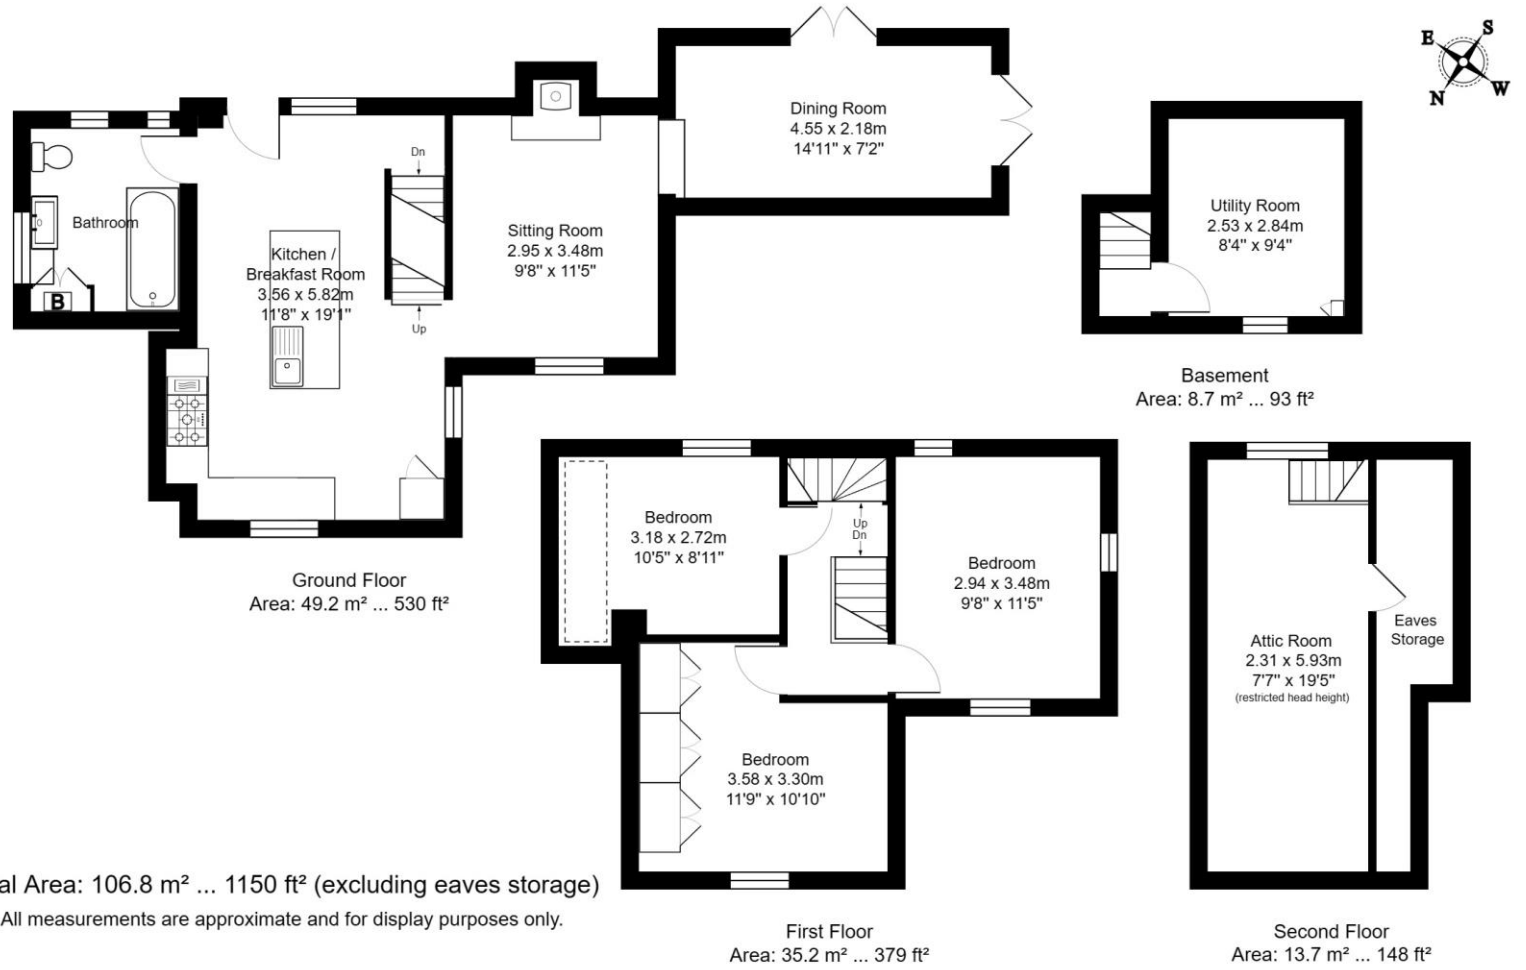 E
S
N
W
Dining Room
4.55 x 2.18m
14'11" x 7'2"
Dn
Up
Bathroom
B
Kitchen /
Breakfast Room
3.56 x 5.82m
11'8" x 19'1"
Sitting Room
2.95 x 3.48m
9'8" x 11'5"
Utility Room
2.53 x 2.84m
8'4" x 9'4"
Basement
Area: 8.7 m² ... 93 ft²
Ground Floor
Area: 49.2 m² ... 530 ft²
Bedroom
3.18 x 2.72m
10'5" x 8'11"
Up
Dn
Bedroom
2.94 x 3.48m
9'8" x 11'5"
Bedroom
3.58 x 3.30m
11'9" x 10'10"
First Floor
Area: 35.2 m² ... 379 ft²
Eaves
Storage
Attic Room
2.31 x 5.93m
7'7" x 19'5"
(restricted head height)
Second Floor
Area: 13.7 m² ... 148 ft²
al Area: 106.8 m² ... 1150 ft² (excluding eaves storage)
All measurements are approximate and for display purposes only.